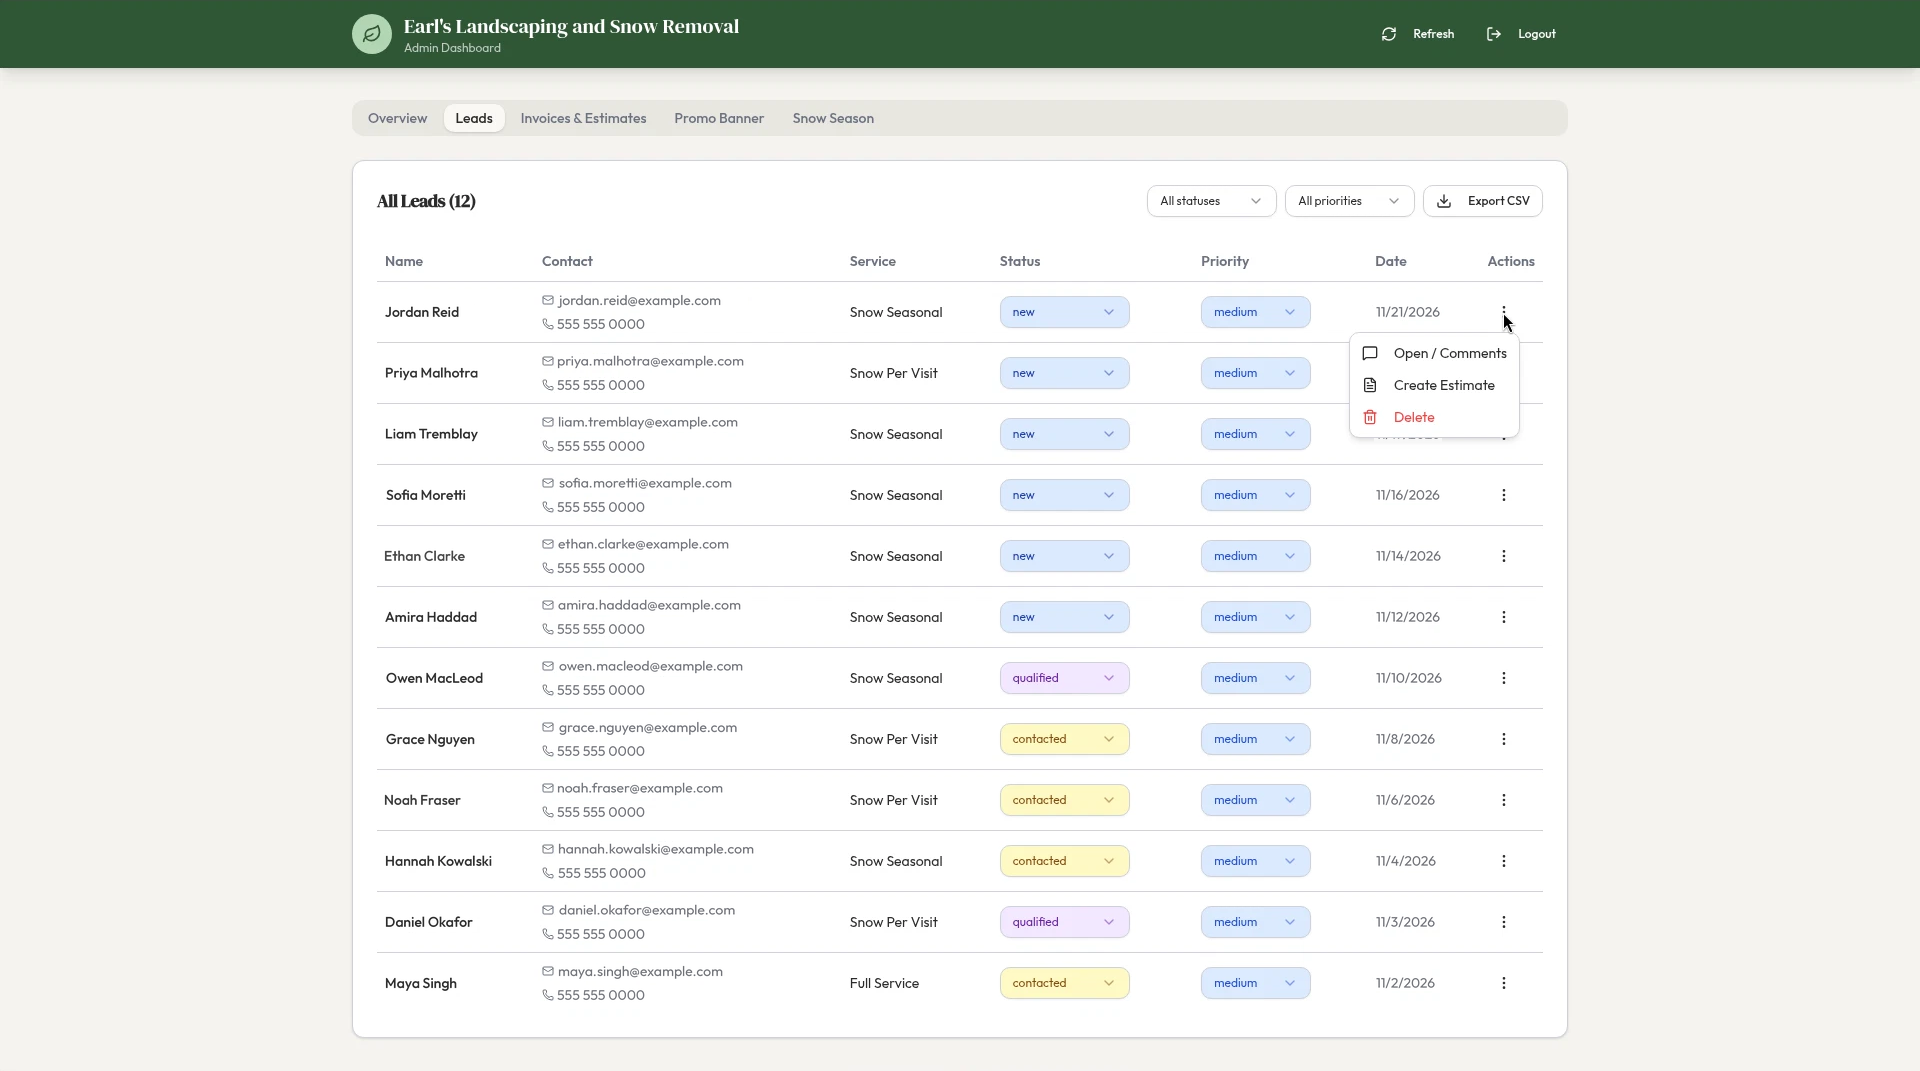 Earl's Landscaping and Snow Removal
Admin Dashboard
Refresh
Logout
Overview
Leads
Invoices & Estimates
Promo Banner
Snow Season
All Leads (12)
All statuses
All priorities
Export CSV
Name Contact Service Status Priority Date Actions
Jordan Reid
jordan.reid@example.com
555 555 0000
Snow Seasonal new medium 11/21/2026
Open / Comments
Create Estimate
Delete
Priya Malhotra
priya.malhotra@example.com
555 555 0000
Snow Per Visit new medium
Liam Tremblay
liam.tremblay@example.com
555 555 0000
Snow Seasonal new medium
Sofia Moretti
sofia.moretti@example.com
555 555 0000
Snow Seasonal new medium 11/16/2026
Ethan Clarke
ethan.clarke@example.com
555 555 0000
Snow Seasonal new medium 11/14/2026
Amira Haddad
amira.haddad@example.com
555 555 0000
Snow Seasonal new medium 11/12/2026
Owen MacLeod
owen.macleod@example.com
555 555 0000
Snow Seasonal qualified medium 11/10/2026
Grace Nguyen
grace.nguyen@example.com
555 555 0000
Snow Per Visit contacted medium 11/8/2026
Noah Fraser
noah.fraser@example.com
555 555 0000
Snow Per Visit contacted medium 11/6/2026
Hannah Kowalski
hannah.kowalski@example.com
555 555 0000
Snow Seasonal contacted medium 11/4/2026
Daniel Okafor
daniel.okafor@example.com
555 555 0000
Snow Per Visit qualified medium 11/3/2026
Maya Singh
maya.singh@example.com
555 555 0000
Full Service contacted medium 11/2/2026